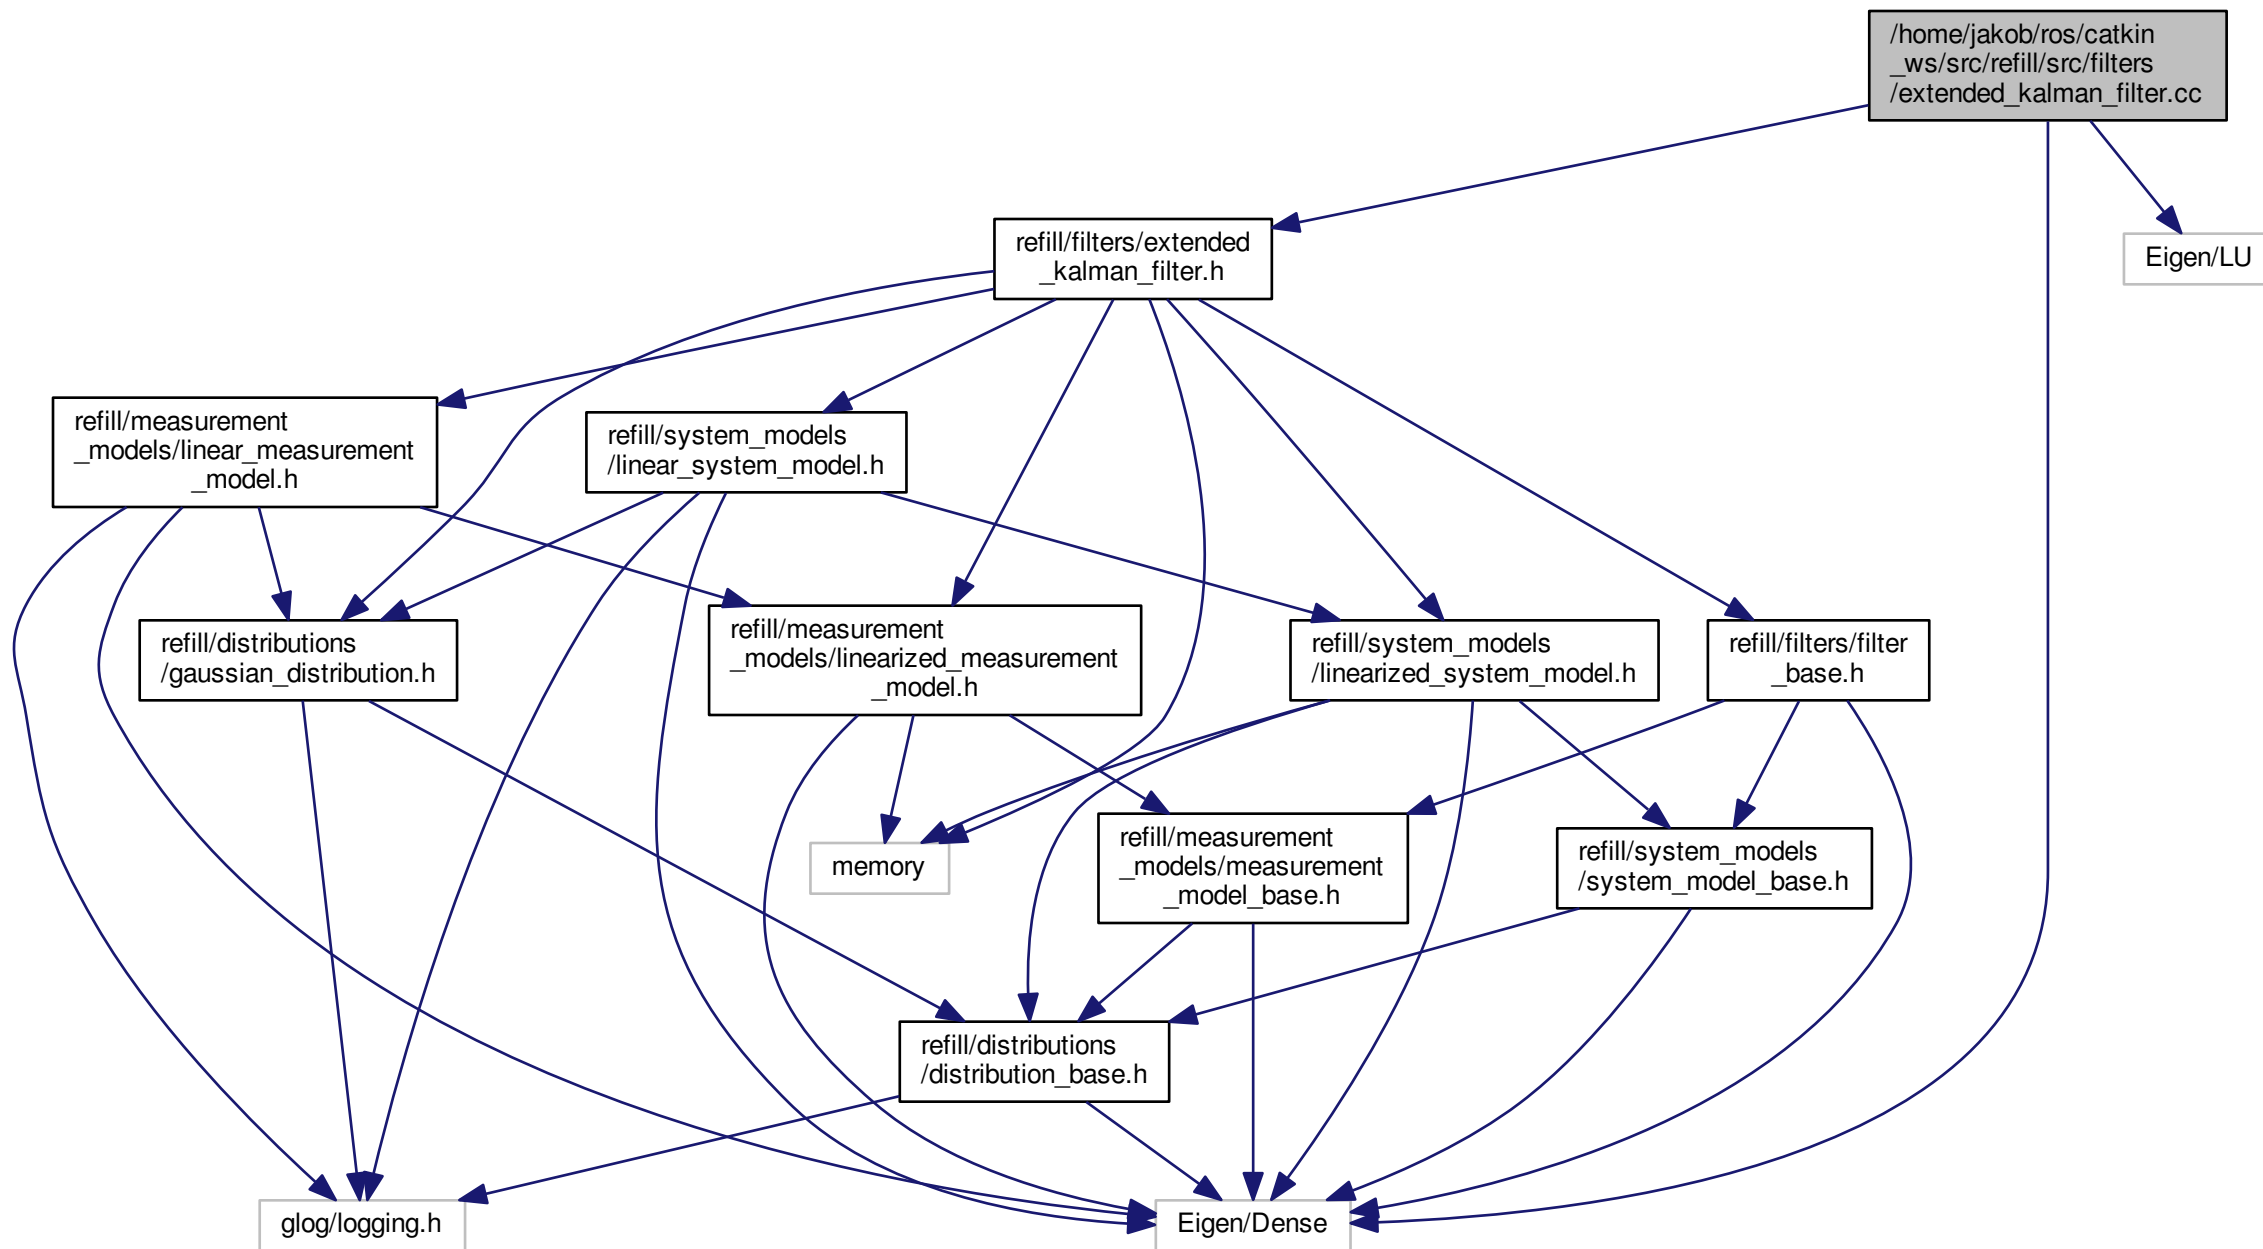 /home/jakob/ros/catkin
_ws/src/refill/src/filters
/extended_kalman_filter.cc
refill/filters/extended
_kalman_filter.h
Eigen/LU
refill/measurement
_models/linear_measurement
_model.h
refill/system_models
/linear_system_model.h
refill/distributions
/gaussian_distribution.h
refill/measurement
_models/linearized_measurement
_model.h
refill/system_models
/linearized_system_model.h
refill/filters/filter
_base.h
memory
refill/measurement
_models/measurement
_model_base.h
refill/system_models
/system_model_base.h
refill/distributions
/distribution_base.h
glog/logging.h
Eigen/Dense